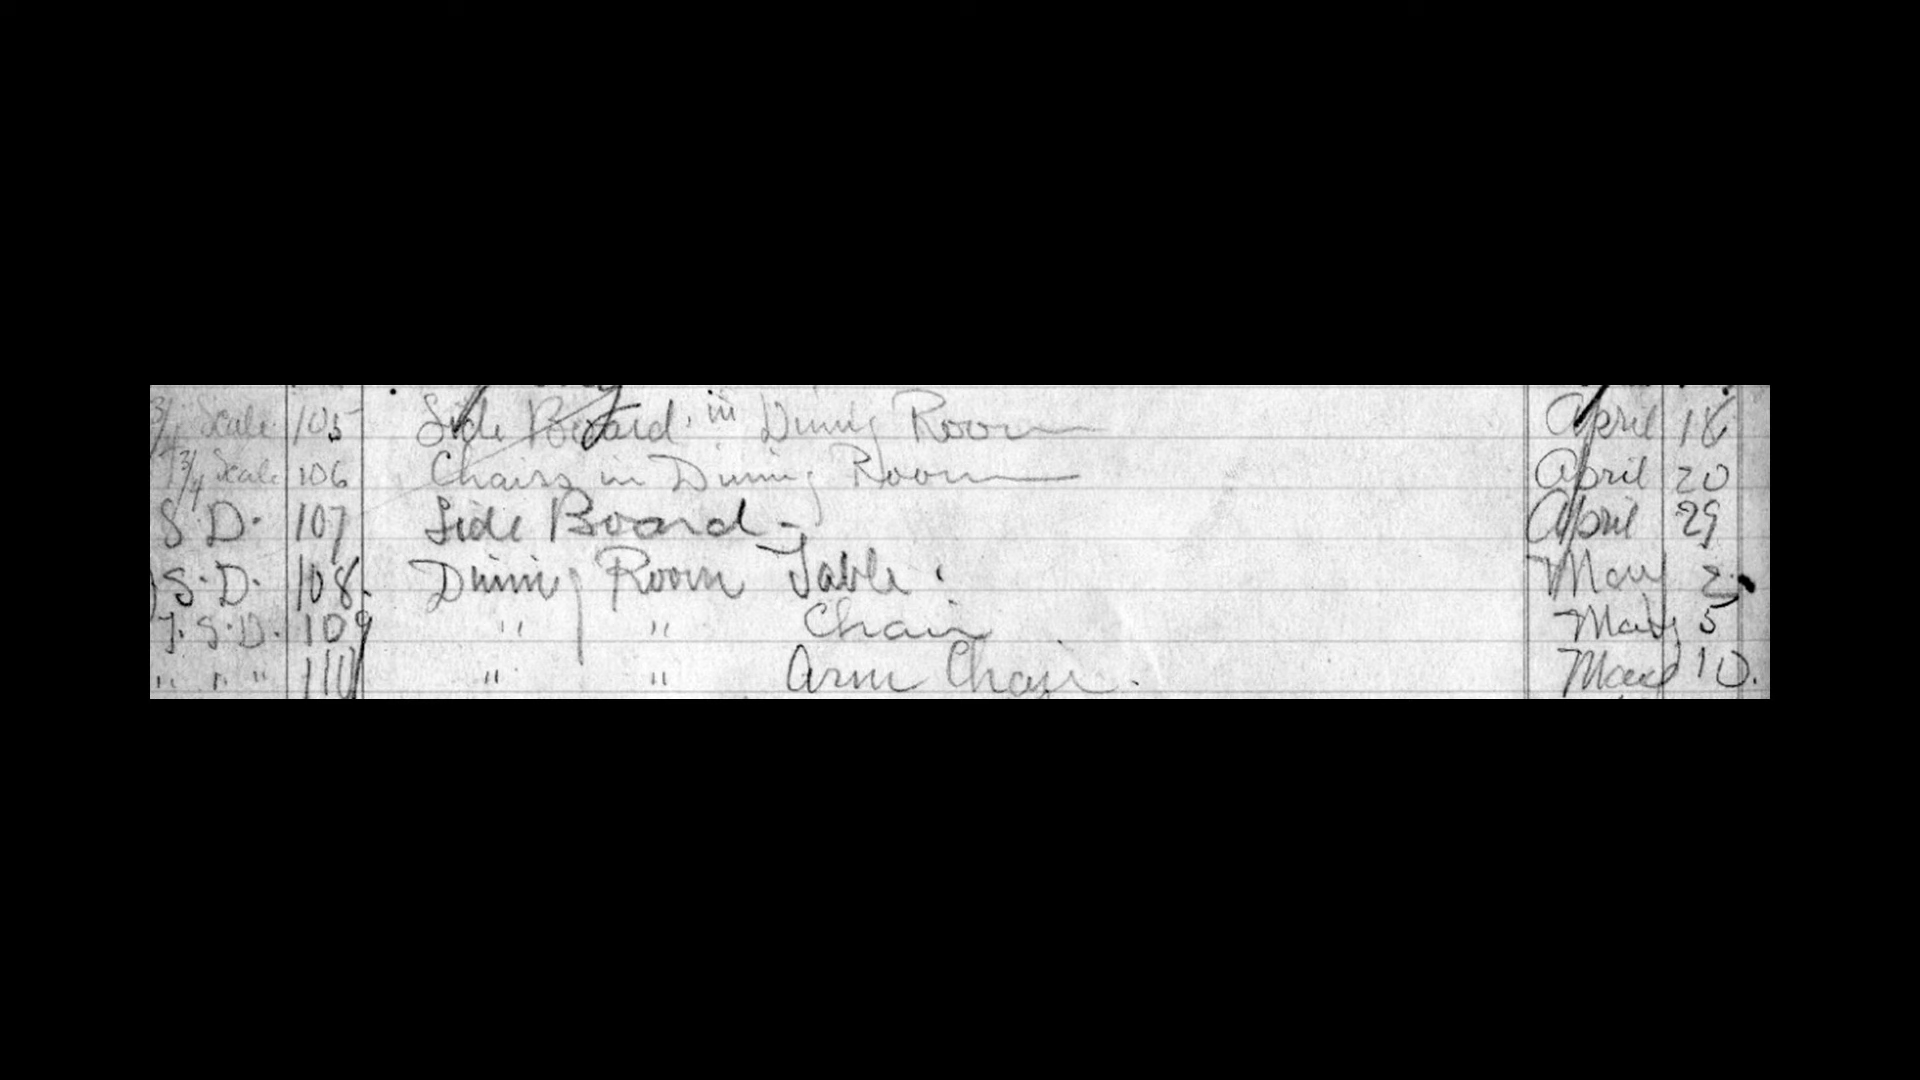 3/4 Scale 105 Side Board in Dining Room April 18
3/4 Scale 106 Chairs in Dining Room April 20
S.D. 107 Side Board - April 29
S.D. 108. Dining Room Table. May 2.
F.S.D. 109 " " Chair May 5
" " " 110 " " Arm Chair. May 10.